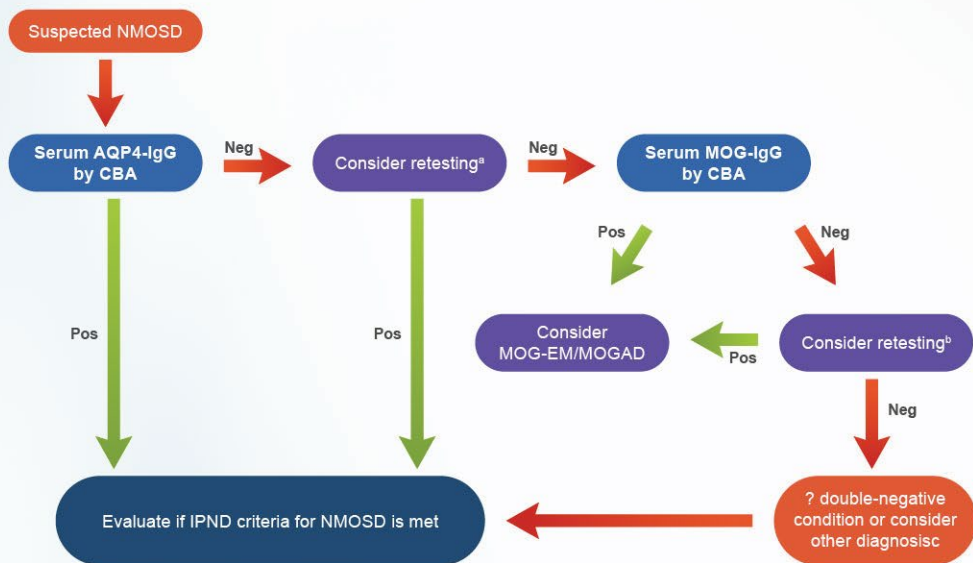 Suspected NMOSD
Serum AQP4-IgG
by CBA
Neg
Consider retestingᵃ
Neg
Serum MOG-IgG
by CBA
Pos
Neg
Pos
Pos
Consider
MOG-EM/MOGAD
Pos
Consider retestingᵇ
Neg
Evaluate if IPND criteria for NMOSD is met
? double-negative
condition or consider
other diagnosisc